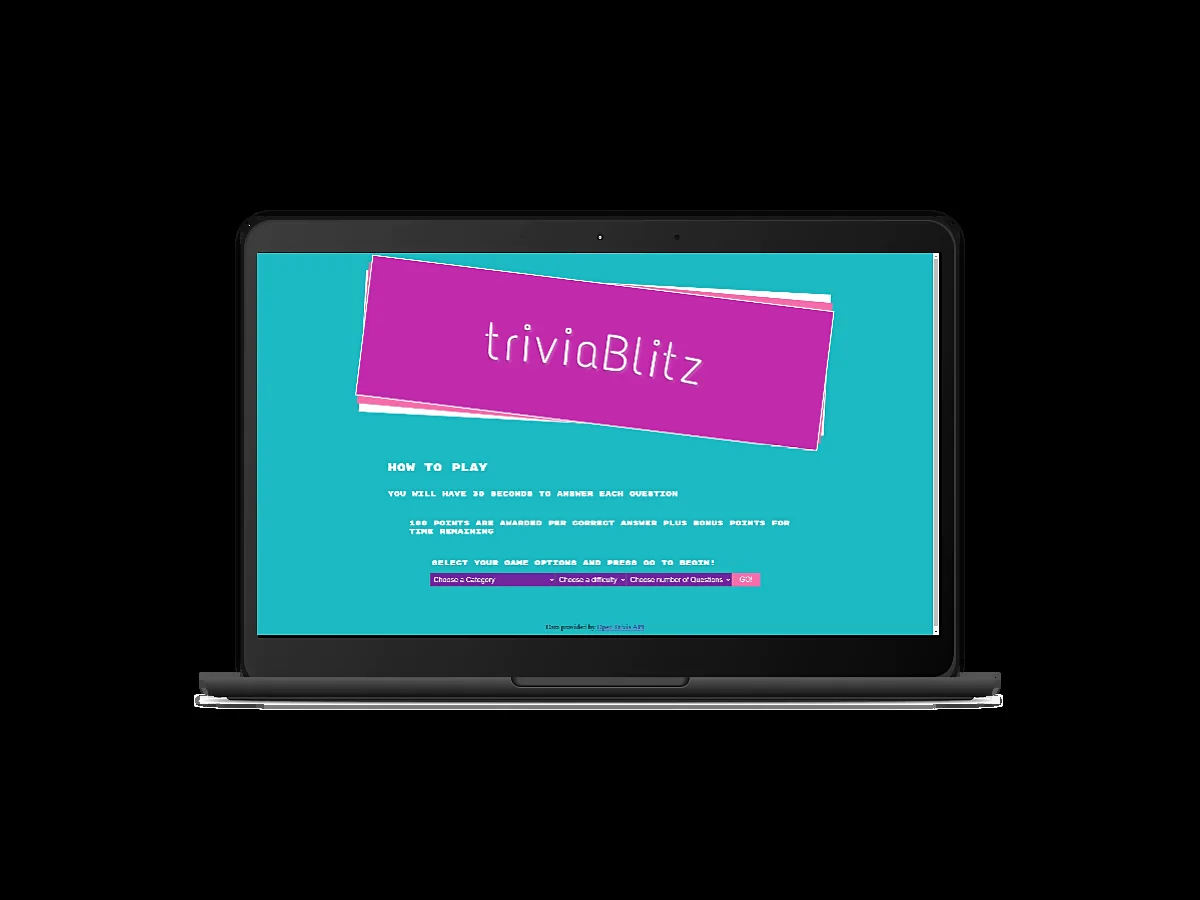 triviaBlitz
HOW TO PLAY
YOU WILL HAVE 30 SECONDS TO ANSWER EACH QUESTION
100 POINTS ARE AWARDED PER CORRECT ANSWER PLUS BONUS POINTS FOR
TIME REMAINING
SELECT YOUR GAME OPTIONS AND PRESS GO TO BEGIN!
Choose a Category Choose a difficulty Choose number of Questions GO!
Data provided by Open Trivia API